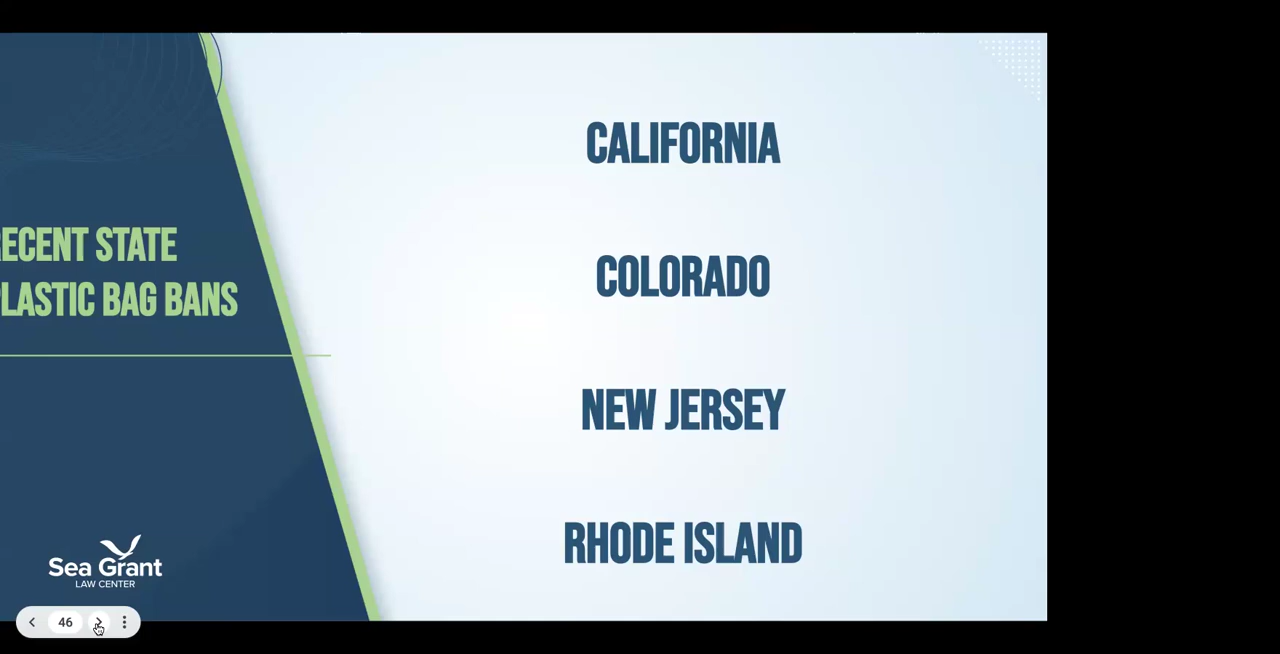 ECENT STATE
LASTIC BAG BANS
CALIFORNIA
COLORADO
NEW JERSEY
RHODE ISLAND
Sea Grant
LAW CENTER
46